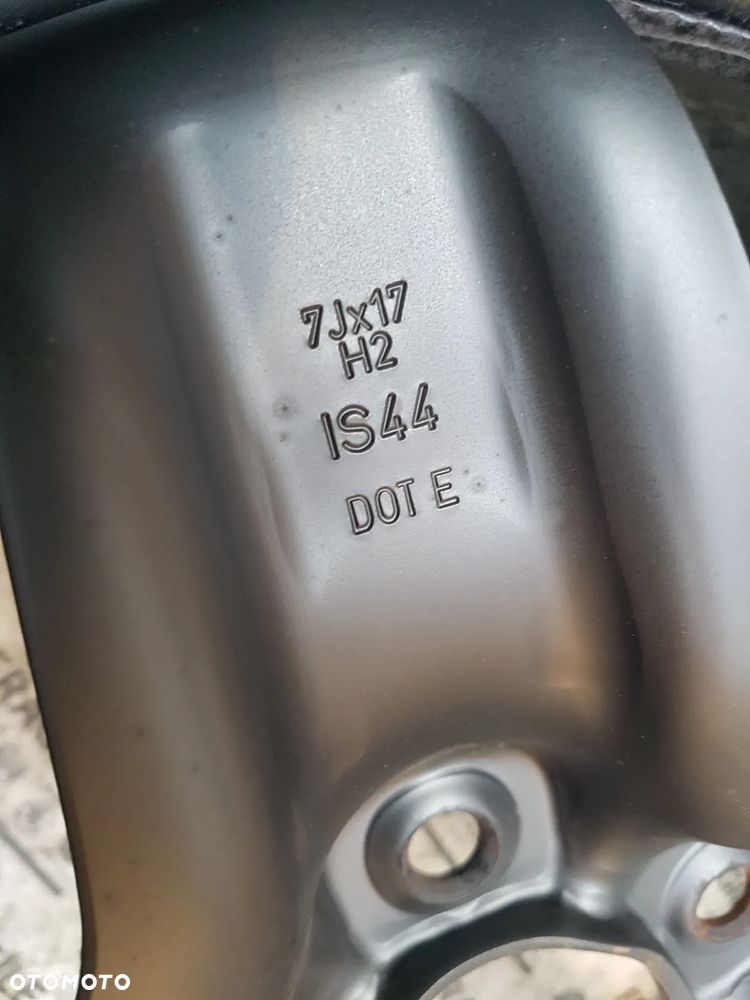 7Jx17
H2
IS44
DOT E
OTOMOTO